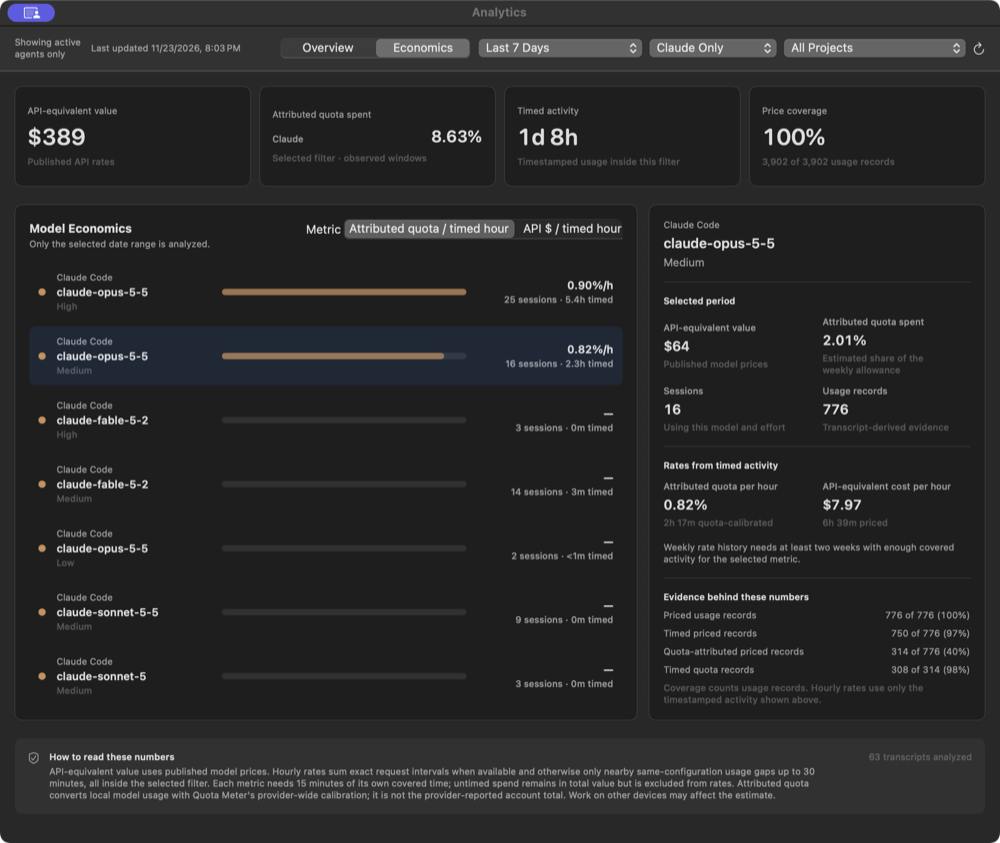 Analytics
Showing active
agents only
Last updated 11/23/2026, 8:03 PM
Overview
Economics
Last 7 Days
Claude Only
All Projects
API-equivalent value
$389
Published API rates
Attributed quota spent
Claude
8.63%
Selected filter · observed windows
Timed activity
1d 8h
Timestamped usage inside this filter
Price coverage
100%
3,902 of 3,902 usage records
Model Economics
Only the selected date range is analyzed.
Metric
Attributed quota / timed hour
API $ / timed hour
Claude Code
claude-opus-5-5
High
0.90%/h
25 sessions · 5.4h timed
Claude Code
claude-opus-5-5
Medium
0.82%/h
16 sessions · 2.3h timed
Claude Code
claude-fable-5-2
High
—
3 sessions · 0m timed
Claude Code
claude-fable-5-2
Medium
—
14 sessions · 3m timed
Claude Code
claude-opus-5-5
Low
—
2 sessions · <1m timed
Claude Code
claude-sonnet-5-5
Medium
—
9 sessions · 0m timed
Claude Code
claude-sonnet-5
Medium
—
3 sessions · 0m timed
Claude Code
claude-opus-5-5
Medium
Selected period
API-equivalent value
$64
Published model prices
Attributed quota spent
2.01%
Estimated share of the
weekly allowance
Sessions
16
Using this model and effort
Usage records
776
Transcript-derived evidence
Rates from timed activity
Attributed quota per hour
0.82%
2h 17m quota-calibrated
API-equivalent cost per hour
$7.97
6h 39m priced
Weekly rate history needs at least two weeks with enough covered
activity for the selected metric.
Evidence behind these numbers
Priced usage records
776 of 776 (100%)
Timed priced records
750 of 776 (97%)
Quota-attributed priced records
314 of 776 (40%)
Timed quota records
308 of 314 (98%)
Coverage counts usage records. Hourly rates use only the
timestamped activity shown above.
How to read these numbers
63 transcripts analyzed
API-equivalent value uses published model prices. Hourly rates sum exact request intervals when available and otherwise only nearby same-configuration usage gaps up to 30
minutes, all inside the selected filter. Each metric needs 15 minutes of its own covered time; untimed spend remains in total value but is excluded from rates. Attributed quota
converts local model usage with Quota Meter's provider-wide calibration; it is not the provider-reported account total. Work on other devices may affect the estimate.